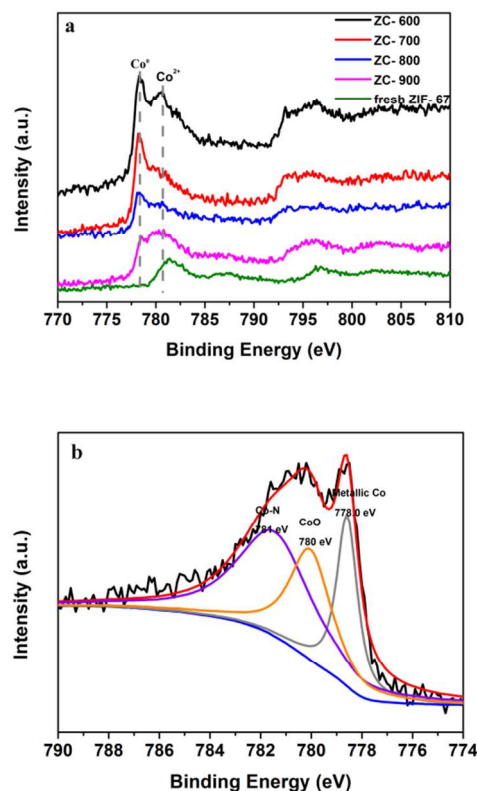 a
ZC- 600
ZC- 700
ZC- 800
ZC- 900
fresh ZIF- 67
Co⁰
Co²⁺
Intensity (a.u.)
770 775 780 785 790 795 800 805 810
Binding Energy (eV)
b
Metallic Co
778.0 eV
Co-N
781 eV
CoO
780 eV
Intensity (a.u.)
790 788 786 784 782 780 778 776 774
Binding Energy (eV)